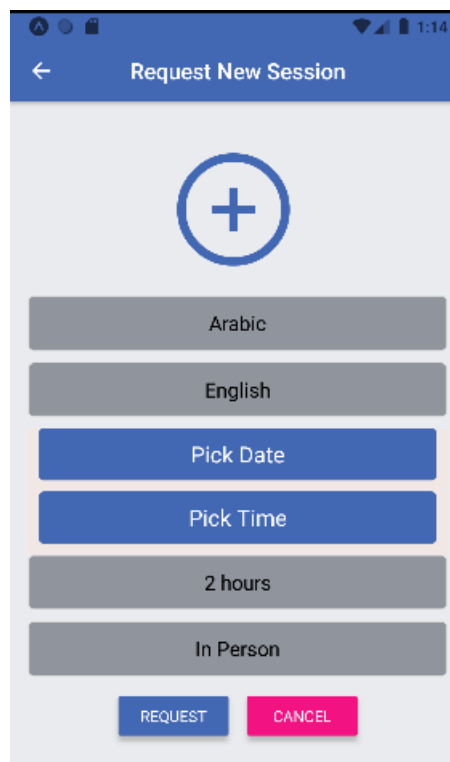 1:14
Request New Session
Arabic
English
Pick Date
Pick Time
2 hours
In Person
REQUEST
CANCEL